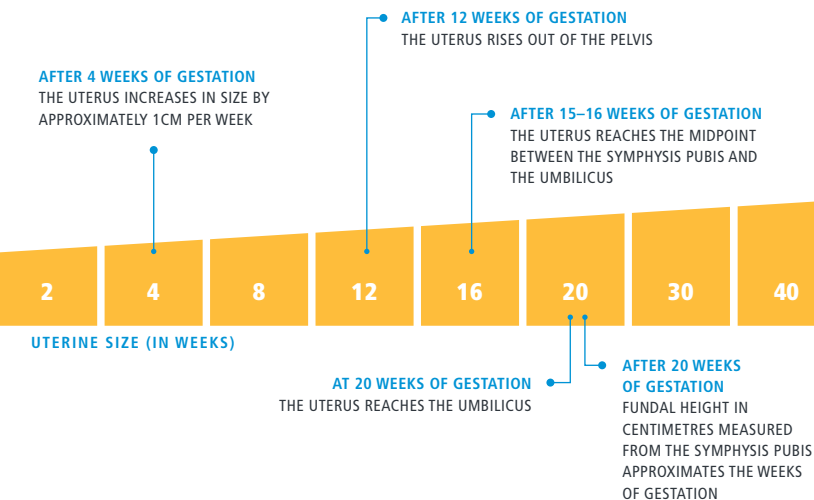 AFTER 12 WEEKS OF GESTATION
THE UTERUS RISES OUT OF THE PELVIS
AFTER 4 WEEKS OF GESTATION
THE UTERUS INCREASES IN SIZE BY
APPROXIMATELY 1CM PER WEEK
AFTER 15–16 WEEKS OF GESTATION
THE UTERUS REACHES THE MIDPOINT
BETWEEN THE SYMPHYSIS PUBIS AND
THE UMBILICUS
2 4 8 12 16 20 30 40
UTERINE SIZE (IN WEEKS)
AT 20 WEEKS OF GESTATION
THE UTERUS REACHES THE UMBILICUS
AFTER 20 WEEKS
OF GESTATION
FUNDAL HEIGHT IN
CENTIMETRES MEASURED
FROM THE SYMPHYSIS PUBIS
APPROXIMATES THE WEEKS
OF GESTATION